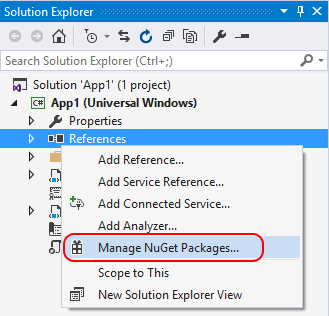 Solution Explorer
Search Solution Explorer (Ctrl+;)
Solution 'App1' (1 project)
C# App1 (Universal Windows)
Properties
References
Add Reference...
Add Service Reference...
Add Connected Service...
Add Analyzer...
Manage NuGet Packages...
Scope to This
New Solution Explorer View